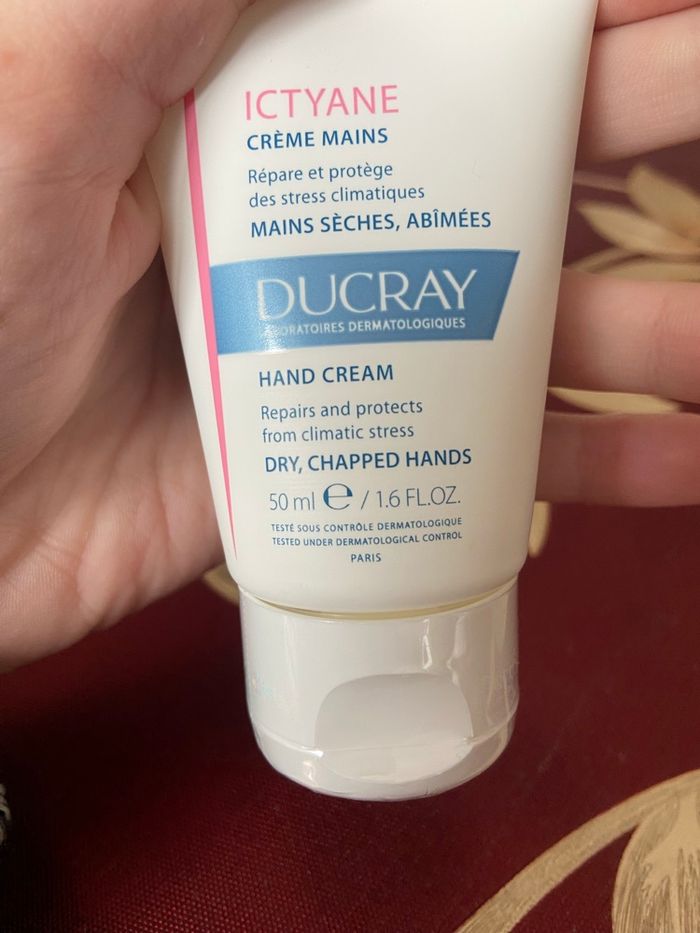 ICTYANE
CRÈME MAINS
Répare et protège
des stress climatiques
MAINS SÈCHES, ABÎMÉES
DUCRAY
LABORATOIRES DERMATOLOGIQUES
HAND CREAM
Repairs and protects
from climatic stress
DRY, CHAPPED HANDS
50 ml ℮ / 1.6 FL.OZ.
TESTÉ SOUS CONTRÔLE DERMATOLOGIQUE
TESTED UNDER DERMATOLOGICAL CONTROL
PARIS